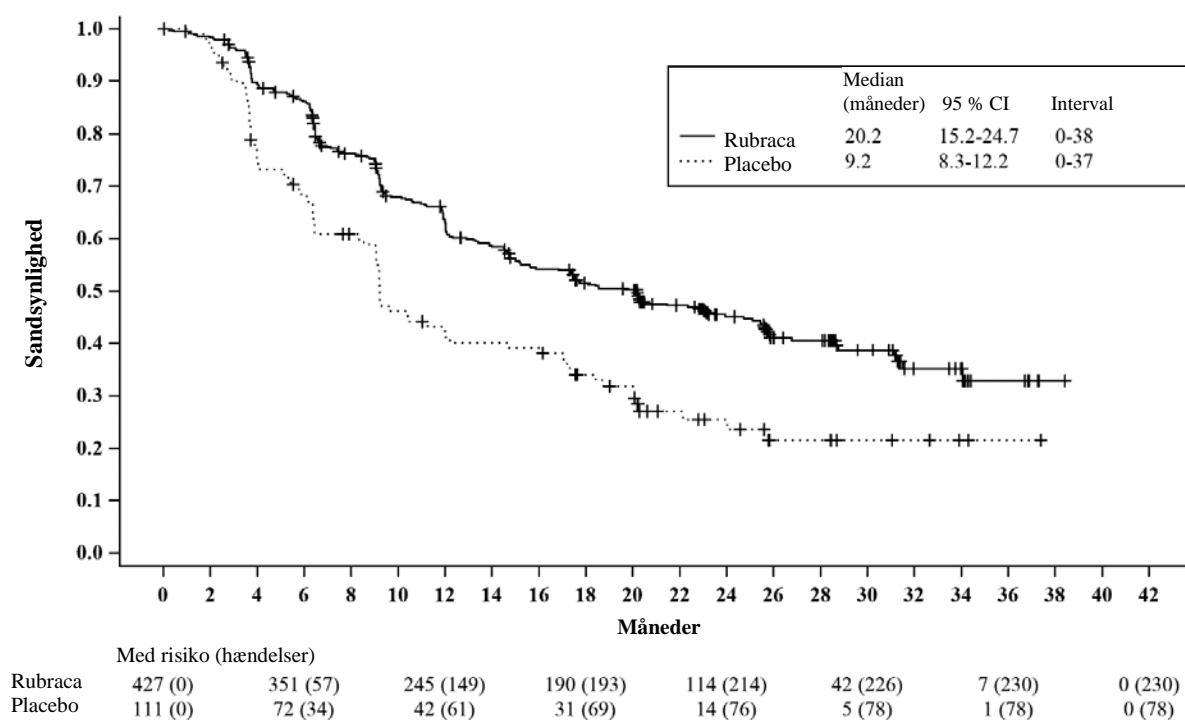 1.0
0.9
0.8
0.7
0.6
0.5
0.4
0.3
0.2
0.1
0.0
Sandsynlighed
Median
(måneder) 95 % CI Interval
Rubraca 20.2 15.2-24.7 0-38
Placebo 9.2 8.3-12.2 0-37
0 2 4 6 8 10 12 14 16 18 20 22 24 26 28 30 32 34 36 38 40 42
Måneder
Med risiko (hændelser)
Rubraca 427 (0) 351 (57) 245 (149) 190 (193) 114 (214) 42 (226) 7 (230) 0 (230)
Placebo 111 (0) 72 (34) 42 (61) 31 (69) 14 (76) 5 (78) 1 (78) 0 (78)